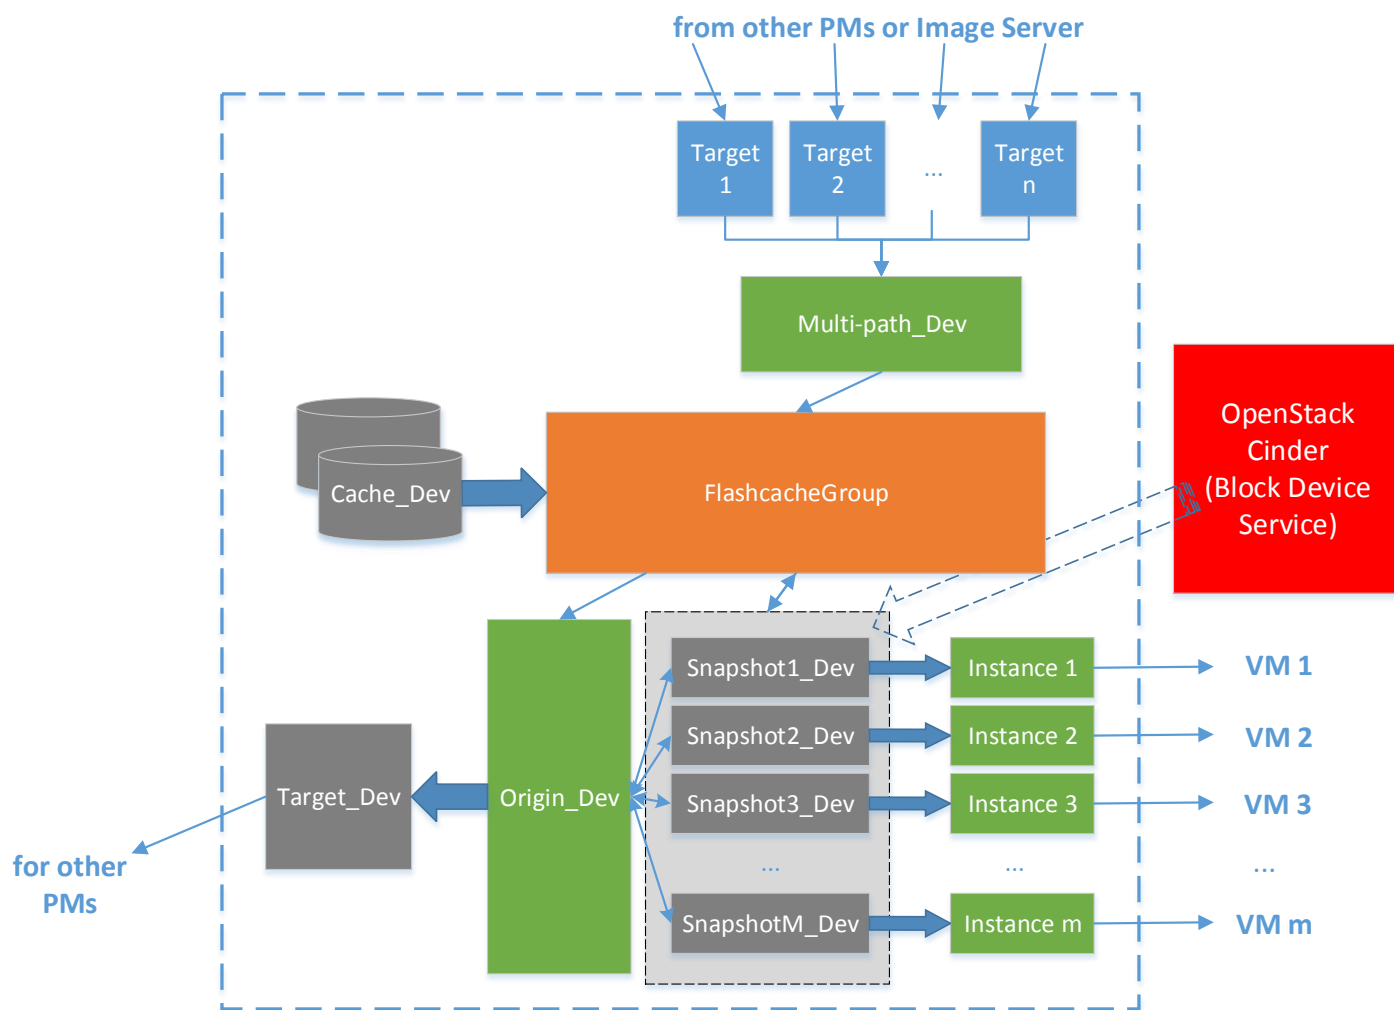 from other PMs or Image Server
Target
1
Target
2
...
Target
n
Multi-path_Dev
Cache_Dev
FlashcacheGroup
OpenStack
Cinder
(Block Device
Service)
Snapshot1_Dev
Instance 1
VM 1
Snapshot2_Dev
Instance 2
VM 2
Target_Dev
Origin_Dev
Snapshot3_Dev
Instance 3
VM 3
for other
PMs
...
...
...
SnapshotM_Dev
Instance m
VM m